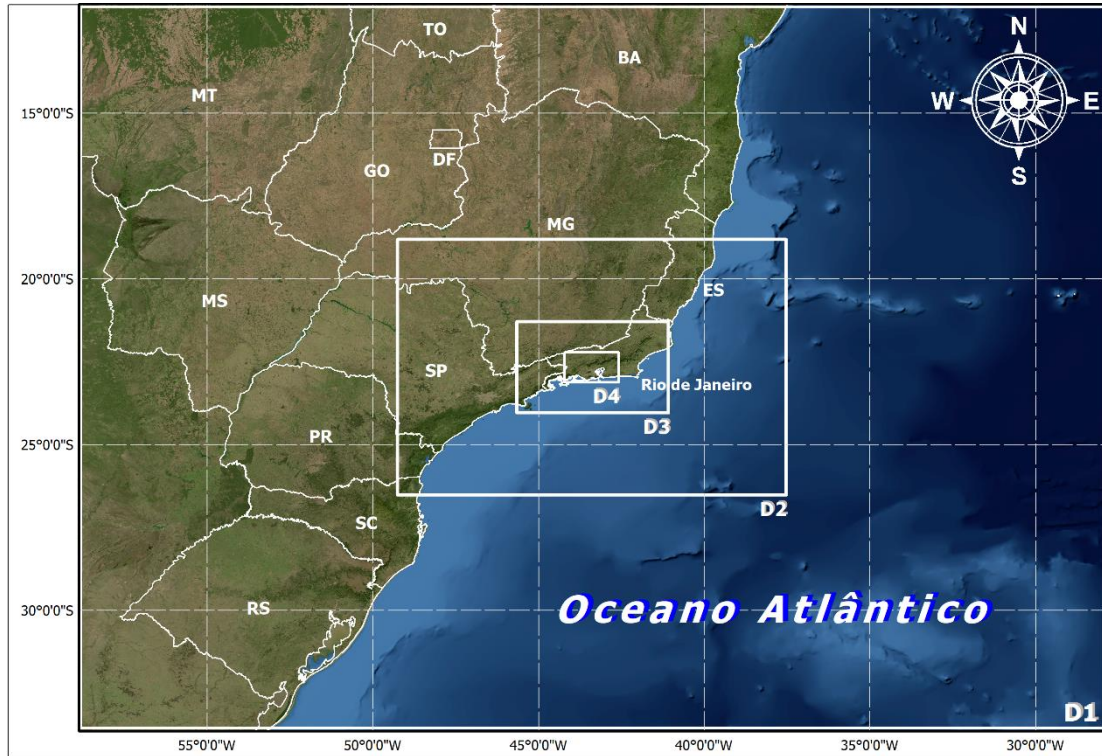 TO
BA
N
MT
W
E
15°0'0"S
DF
GO
S
MG
20°0'0"S
MS
ES
SP
Rio de Janeiro
D4
D3
PR
25°0'0"S
D2
SC
RS
30°0'0"S
Oceano Atlântico
D1
55°0'0"W
50°0'0"W
45°0'0"W
40°0'0"W
35°0'0"W
30°0'0"W